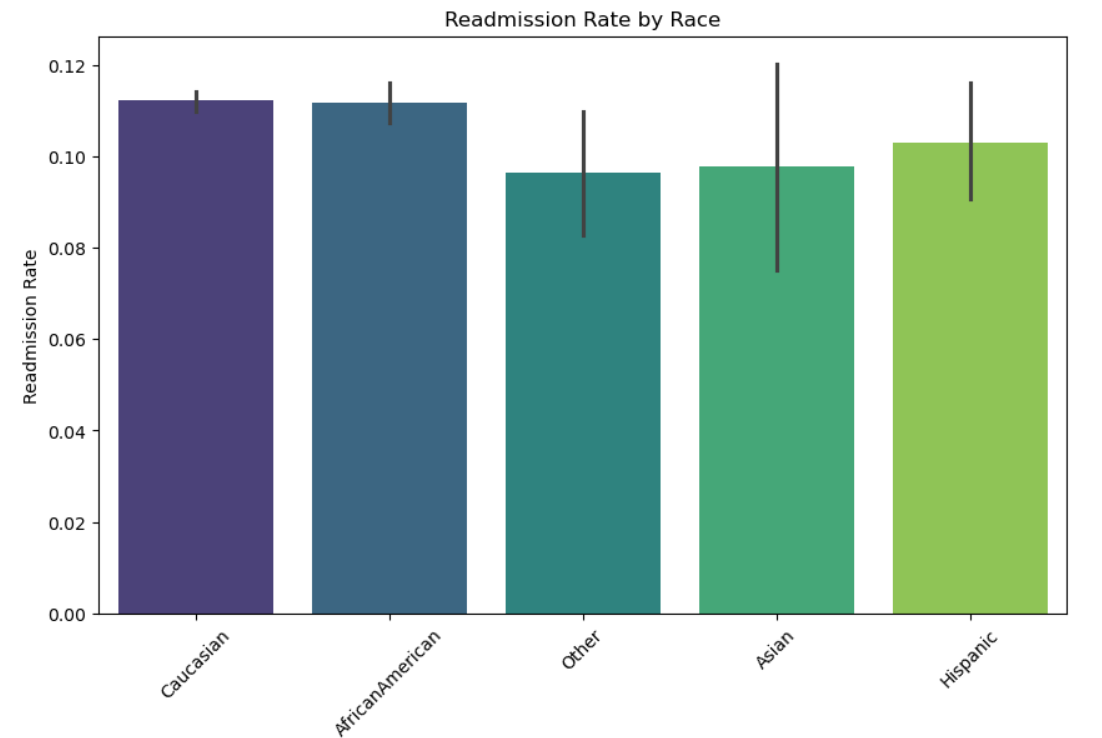 Readmission Rate by Race
Readmission Rate
0.12
0.10
0.08
0.06
0.04
0.02
0.00
Caucasian
AfricanAmerican
Other
Asian
Hispanic